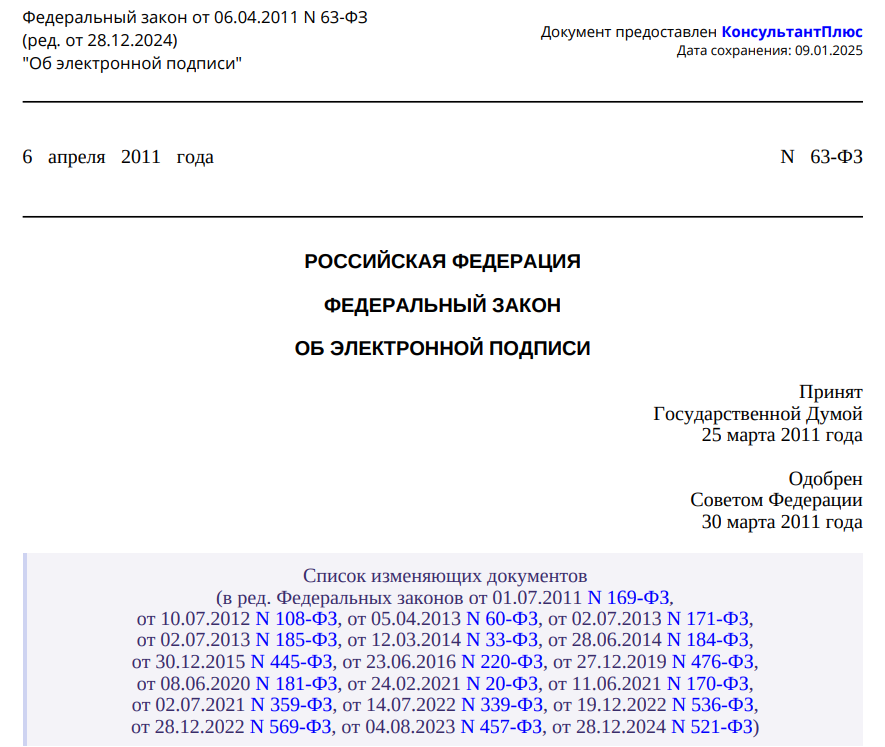 Федеральный закон от 06.04.2011 N 63-ФЗ
(ред. от 28.12.2024)
"Об электронной подписи"
Документ предоставлен КонсультантПлюс
Дата сохранения: 09.01.2025
6 апреля 2011 года N 63-ФЗ
РОССИЙСКАЯ ФЕДЕРАЦИЯ
ФЕДЕРАЛЬНЫЙ ЗАКОН
ОБ ЭЛЕКТРОННОЙ ПОДПИСИ
Принят
Государственной Думой
25 марта 2011 года
Одобрен
Советом Федерации
30 марта 2011 года
Список изменяющих документов
(в ред. Федеральных законов от 01.07.2011 N 169-ФЗ,
от 10.07.2012 N 108-ФЗ, от 05.04.2013 N 60-ФЗ, от 02.07.2013 N 171-ФЗ,
от 02.07.2013 N 185-ФЗ, от 12.03.2014 N 33-ФЗ, от 28.06.2014 N 184-ФЗ,
от 30.12.2015 N 445-ФЗ, от 23.06.2016 N 220-ФЗ, от 27.12.2019 N 476-ФЗ,
от 08.06.2020 N 181-ФЗ, от 24.02.2021 N 20-ФЗ, от 11.06.2021 N 170-ФЗ,
от 02.07.2021 N 359-ФЗ, от 14.07.2022 N 339-ФЗ, от 19.12.2022 N 536-ФЗ,
от 28.12.2022 N 569-ФЗ, от 04.08.2023 N 457-ФЗ, от 28.12.2024 N 521-ФЗ)